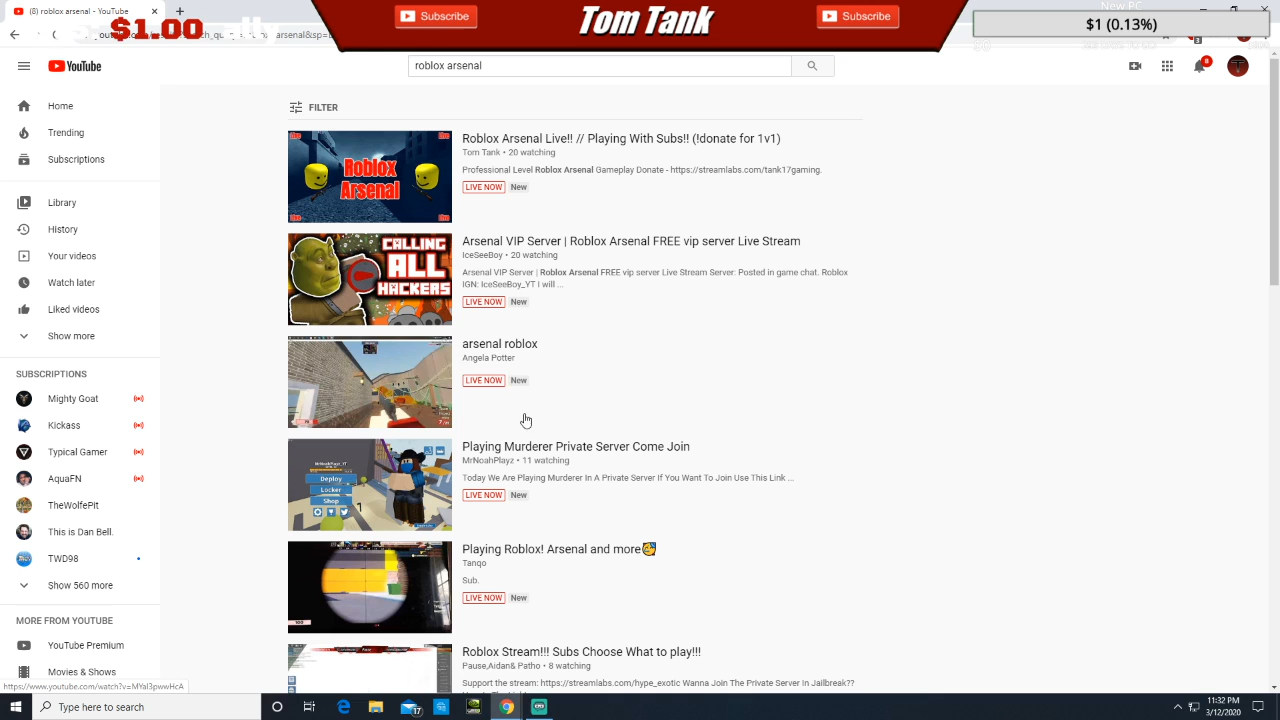 (8) roblox arsenal - YouTube
$1.00
Subscribe
Tom Tank
Subscribe
New PC
$1 (0.13%)
YouTube
roblox arsenal
8
Home
Trending
Subscriptions
Library
History
Your videos
Watch later
Liked videos
Show more
SUBSCRIPTIONS
Mighty Goat
Kickass
Typical Gamer
AquaFN
TheWolfePit
This is Dan Bell.
TWD98
Show 560 more
MORE FROM YOUTUBE
YouTube Premium
Movies & Shows
FILTER
Roblox
Arsenal
Roblox Arsenal Live!! // Playing With Subs!! (!donate for 1v1)
Tom Tank • 20 watching
Professional Level Roblox Arsenal Gameplay Donate - https://streamlabs.com/tank17gaming.
LIVE NOW New
CALLING
ALL
HACKERS
Arsenal VIP Server | Roblox Arsenal FREE vip server Live Stream
IceSeeBoy • 20 watching
Arsenal VIP Server | Roblox Arsenal FREE vip server Live Stream Server: Posted in game chat. Roblox
IGN: IceSeeBoy_YT I will ...
LIVE NOW New
arsenal roblox
Angela Potter
LIVE NOW New
Deploy
Locker
Shop
Playing Murderer Private Server Come Join
MrNoahPlayz • 11 watching
Today We Are Playing Murderer In A Private Server If You Want To Join Use This Link ...
LIVE NOW New
Playing Roblox! Arsenal and more
Tanqo
Sub.
LIVE NOW New
Roblox Stream!!! Subs Choose What to play!!!
Pause,Aidan& Patho • 8 watching
Support the stream: https://streamlabs.com/hype_exotic Wanna Join The Private Server In Jailbreak??
ttps://www.youtube.com/watch?v=MYal3pwwHcA
Type here to search
17
11:32 PM
3/12/2020